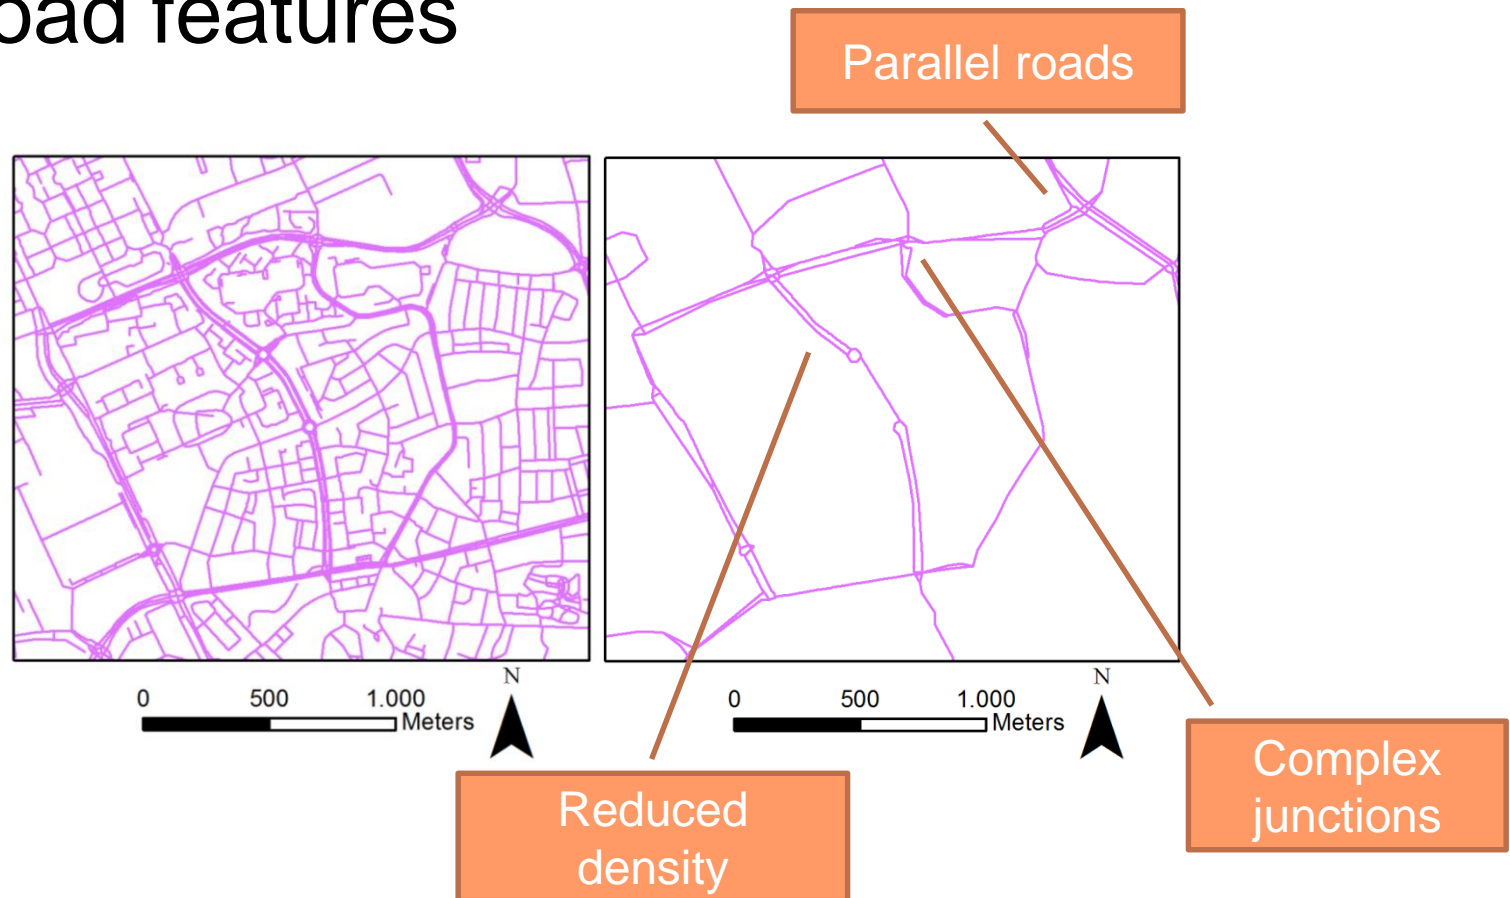 oad features
Parallel roads
N
0 500 1.000
Meters
N
0 500 1.000
Meters
Reduced
density
Complex
junctions